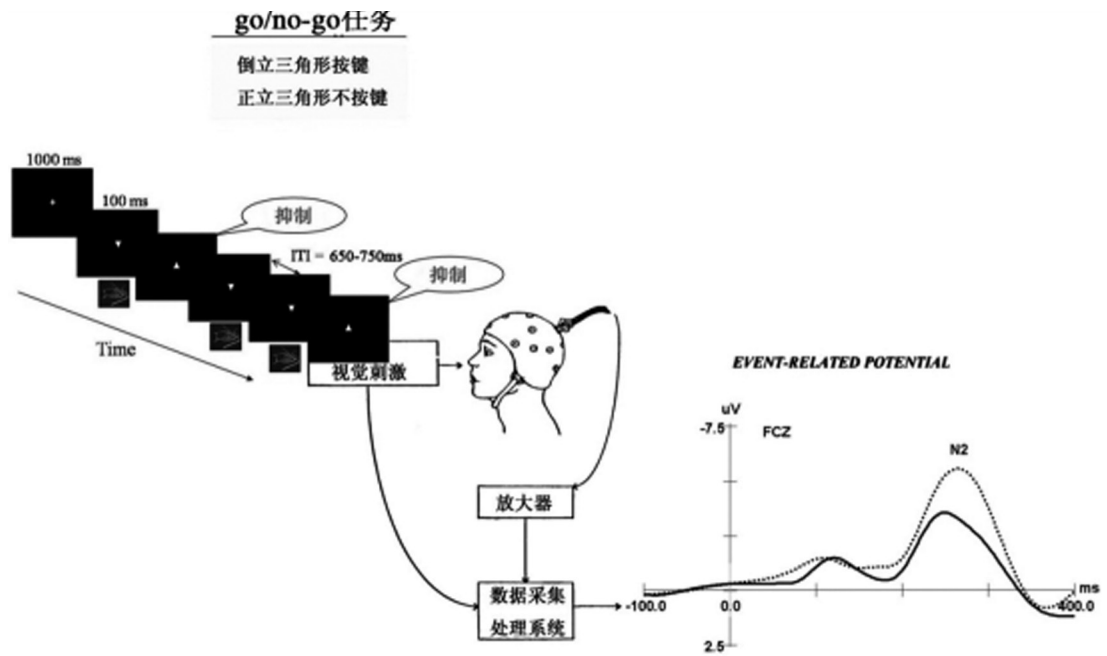 go/no-go任务
倒立三角形按键
正立三角形不按键
1000 ms
100 ms
抑制
ITI = 650-750ms
抑制
Time
视觉刺激
放大器
数据采集
处理系统
EVENT-RELATED POTENTIAL
uV
-7.5
FCZ
N2
-100.0
0.0
400.0
ms
2.5